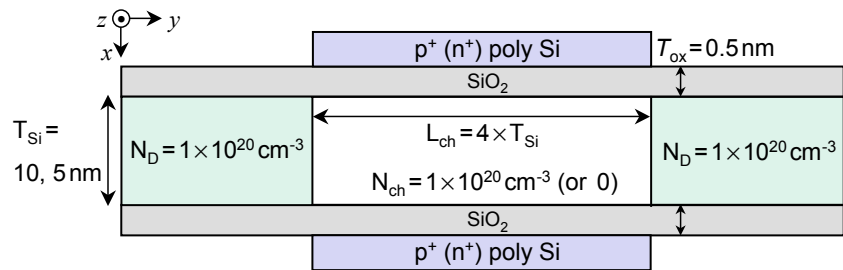 z y
x
p⁺ (n⁺) poly Si
T_ox = 0.5 nm
SiO₂
T_Si =
10, 5 nm
N_D = 1×10²⁰ cm⁻³
L_ch = 4 × T_Si
N_ch = 1×10²⁰ cm⁻³ (or 0)
N_D = 1×10²⁰ cm⁻³
SiO₂
p⁺ (n⁺) poly Si